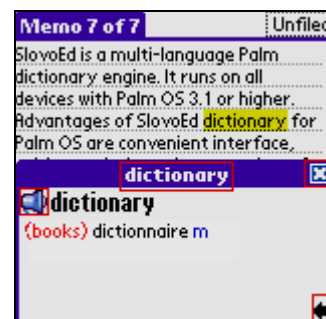 Memo 7 of 7 Unfiled
SlovoEd is a multi-language Palm
dictionary engine. It runs on all
devices with Palm OS 3.1 or higher.
Advantages of SlovoEd dictionary for
Palm OS are convenient interface,
dictionary
dictionary
(books) dictionnaire m